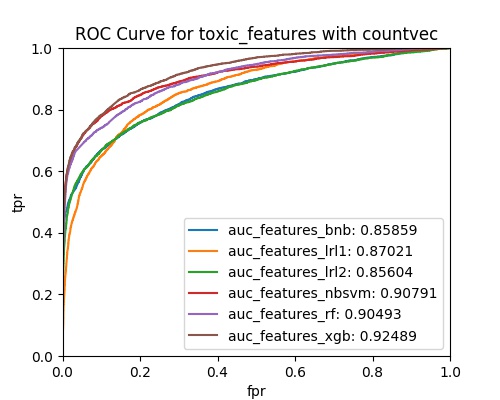 ROC Curve for toxic_features with countvec
1.0
0.8
0.6
0.4
0.2
0.0
tpr
auc_features_bnb: 0.85859
auc_features_lrl1: 0.87021
auc_features_lrl2: 0.85604
auc_features_nbsvm: 0.90791
auc_features_rf: 0.90493
auc_features_xgb: 0.92489
0.0 0.2 0.4 0.6 0.8 1.0
fpr